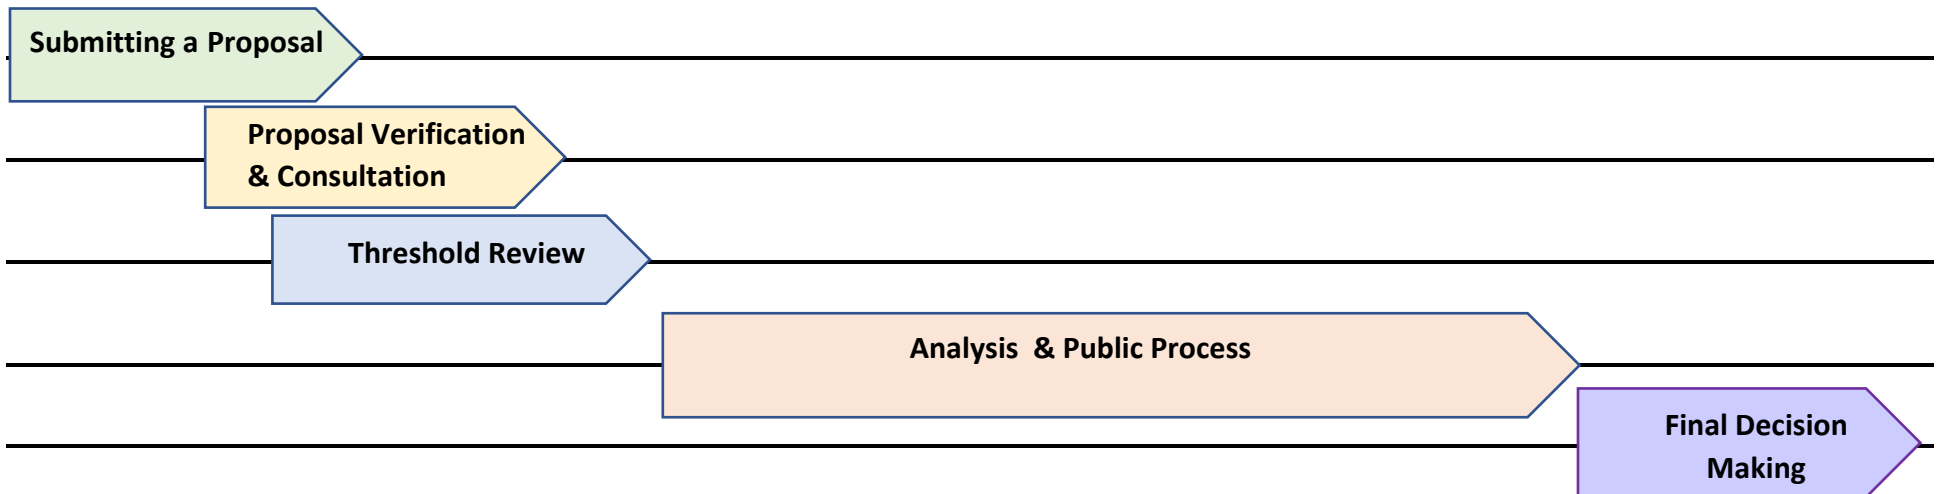 Submitting a Proposal
Proposal Verification
& Consultation
Threshold Review
Analysis  & Public Process
Final Decision
Making